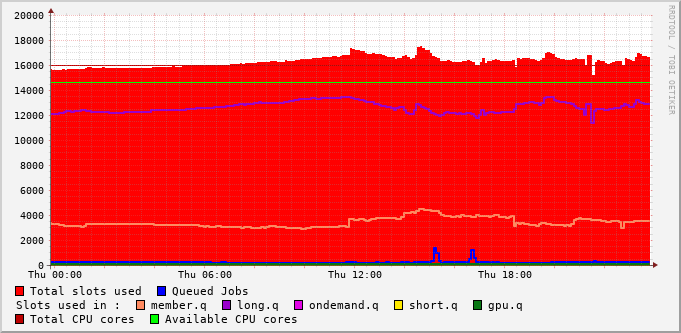 20000
18000
16000
14000
12000
10000
8000
6000
4000
2000
0
Thu 00:00 Thu 06:00 Thu 12:00 Thu 18:00
Total slots used Queued Jobs
Slots used in : member.q long.q ondemand.q short.q gpu.q
Total CPU cores Available CPU cores
RRDTOOL / TOBI OETIKER